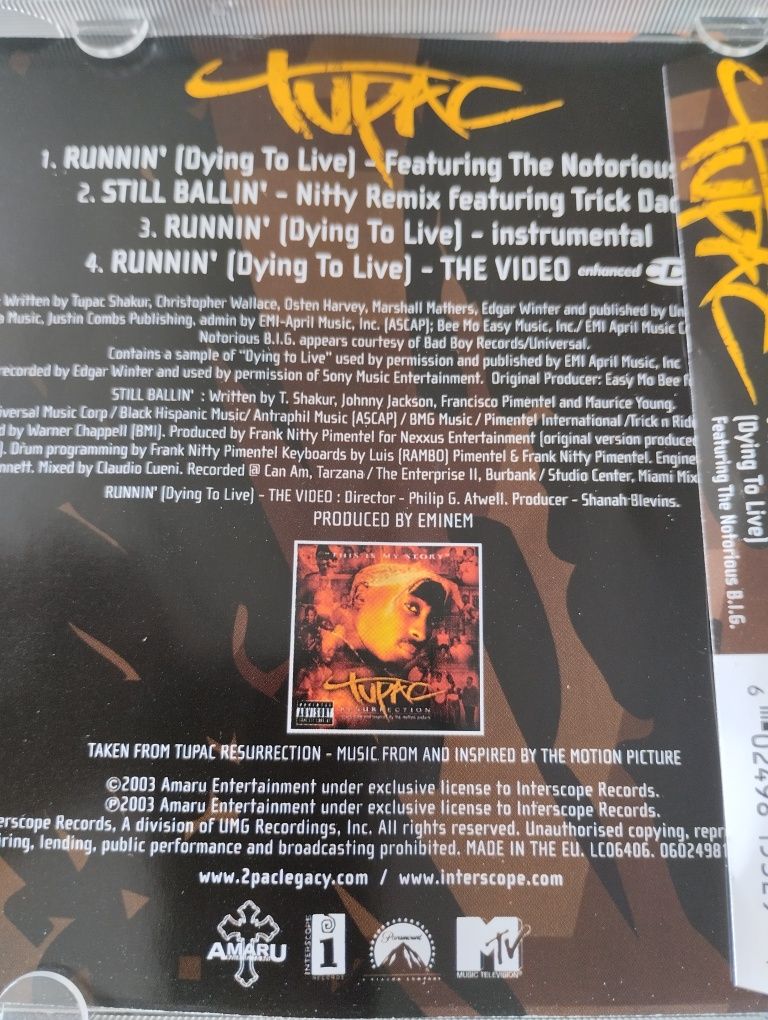 TUPAC
1. RUNNIN' (Dying To Live) - Featuring The Notorious
2. STILL BALLIN' - Nitty Remix Featuring Trick
3. RUNNIN' (Dying To Live) - instrumental
4. RUNNIN' (Dying To Live) - THE VIDEO enhanced CD
Written by Tupac Shakur, Christopher Wallace, Osten Harvey, Marshall Mathers, Edgar Winter and published by
Music, Justin Combs Publishing, admin by EMI-April Music, Inc. (ASCAP); Bee Mo Easy Music, Inc./ EMI April Music
Notorious B.I.G. appears courtesy of Bad Boy Records/Universal.
Contains a sample of "Dying to Live" used by permission and published by EMI April Music, Inc
recorded by Edgar Winter and used by permission of Sony Music Entertainment. Original Producer: Easy Mo Bee
STILL BALLIN' : Written by T. Shakur, Johnny Jackson, Francisco Pimentel and Maurice Young.
Music Corp / Black Hispanic Music/ Antraphil Music (ASCAP) / BMG Music / Pimentel International /Trick n
by Warner Chappell (BMI). Produced by Frank Nitty Pimentel for Nexxus Entertainment (original version
). Drum programming by Frank Nitty Pimentel Keyboards by Luis (RAMBO) Pimentel & Frank Nitty Pimentel.
Mixed by Claudio Cueni. Recorded @ Can Am, Tarzana / The Enterprise II, Burbank / Studio Center, Miami
RUNNIN' (Dying To Live) - THE VIDEO : Director - Philip G. Atwell. Producer - Shanah Blevins.
PRODUCED BY EMINEM
"THIS IS MY STORY"
TUPAC
RESURRECTION
PARENTAL
ADVISORY
TAKEN FROM TUPAC RESURRECTION - MUSIC FROM AND INSPIRED BY THE MOTION PICTURE
©2003 Amaru Entertainment under exclusive license to Interscope Records.
℗2003 Amaru Entertainment under exclusive license to Interscope Records.
Records, A division of UMG Recordings, Inc. All rights reserved. Unauthorised copying,
lending, public performance and broadcasting prohibited. MADE IN THE EU. LC06406. 06024981
www.2paclegacy.com / www.interscope.com
AMARU
INTERSCOPE
i
RECORDS
Paramount
MTV
MUSIC TELEVISION®
TUPAC
(Dying To Live)
Featuring The Notorious B.I.G.
6 02498